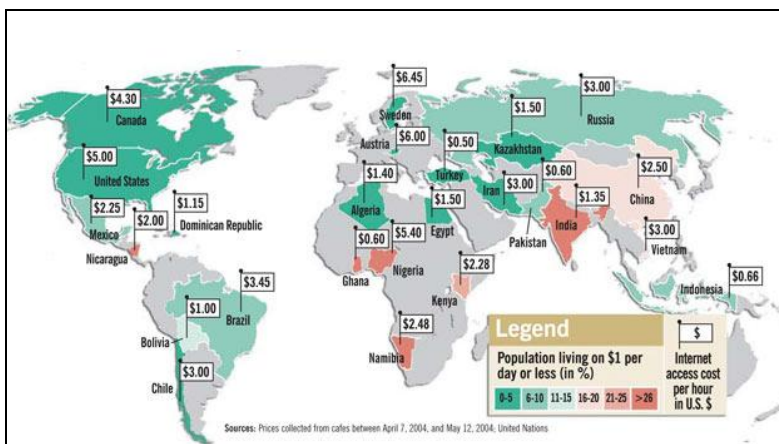 $6.45
$3.00
$4.30
Canada
$1.50
Russia
Sweden
Austria
$6.00
$0.50
Kazakhstan
$5.00
United States
$1.40
Turkey
Iran
$3.00
$0.60
$2.50
China
$2.25
$2.00
$1.15
Dominican Republic
Algeria
$1.50
Egypt
$1.35
India
Mexico
Pakistan
$3.00
Vietnam
Nicaragua
$0.60
$5.40
Nigeria
Ghana
$2.28
Kenya
$0.66
Indonesia
$3.45
$1.00
Brazil
Bolivia
$2.48
Namibia
$3.00
Chile
Legend
Population living on $1 per
day or less (in %)
0-5 6-10 11-15 16-20 21-25 >26
$
Internet
access cost
per hour
in U.S. $
Sources: Prices collected from cafes between April 7, 2004, and May 12, 2004; United Nations